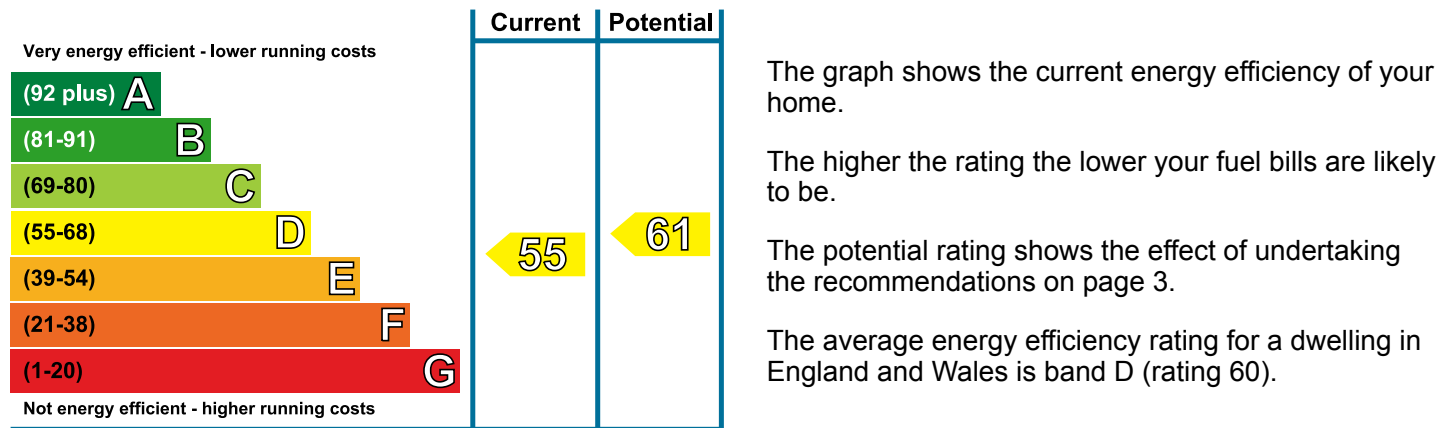 Current Potential
Very energy efficient - lower running costs
(92 plus) A
(81-91) B
(69-80) C
(55-68) D
(39-54) E
(21-38) F
(1-20) G
Not energy efficient - higher running costs
55
61
The graph shows the current energy efficiency of your
home.
The higher the rating the lower your fuel bills are likely
to be.
The potential rating shows the effect of undertaking
the recommendations on page 3.
The average energy efficiency rating for a dwelling in
England and Wales is band D (rating 60).